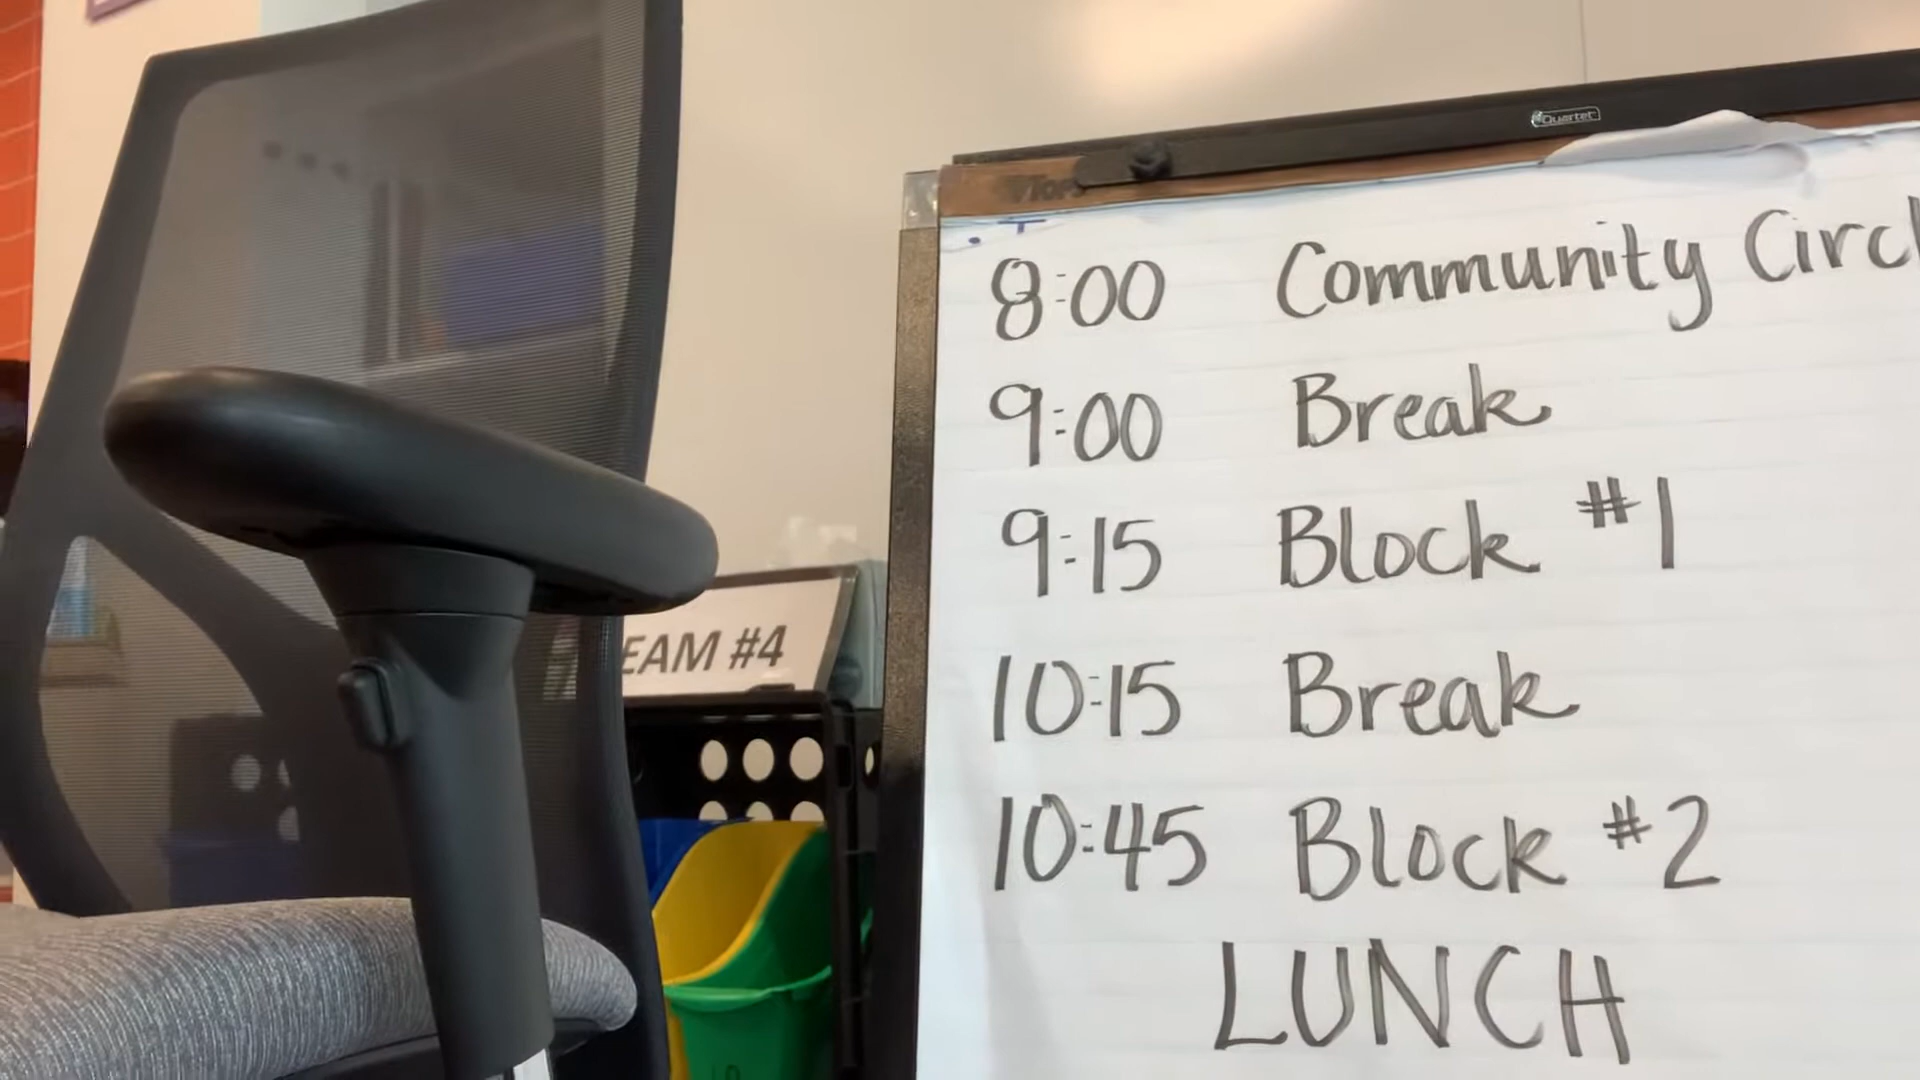 Quartet
8:00 Community Circl
9:00 Break
9:15 Block #1
10:15 Break
10:45 Block #2
LUNCH
EAM #4